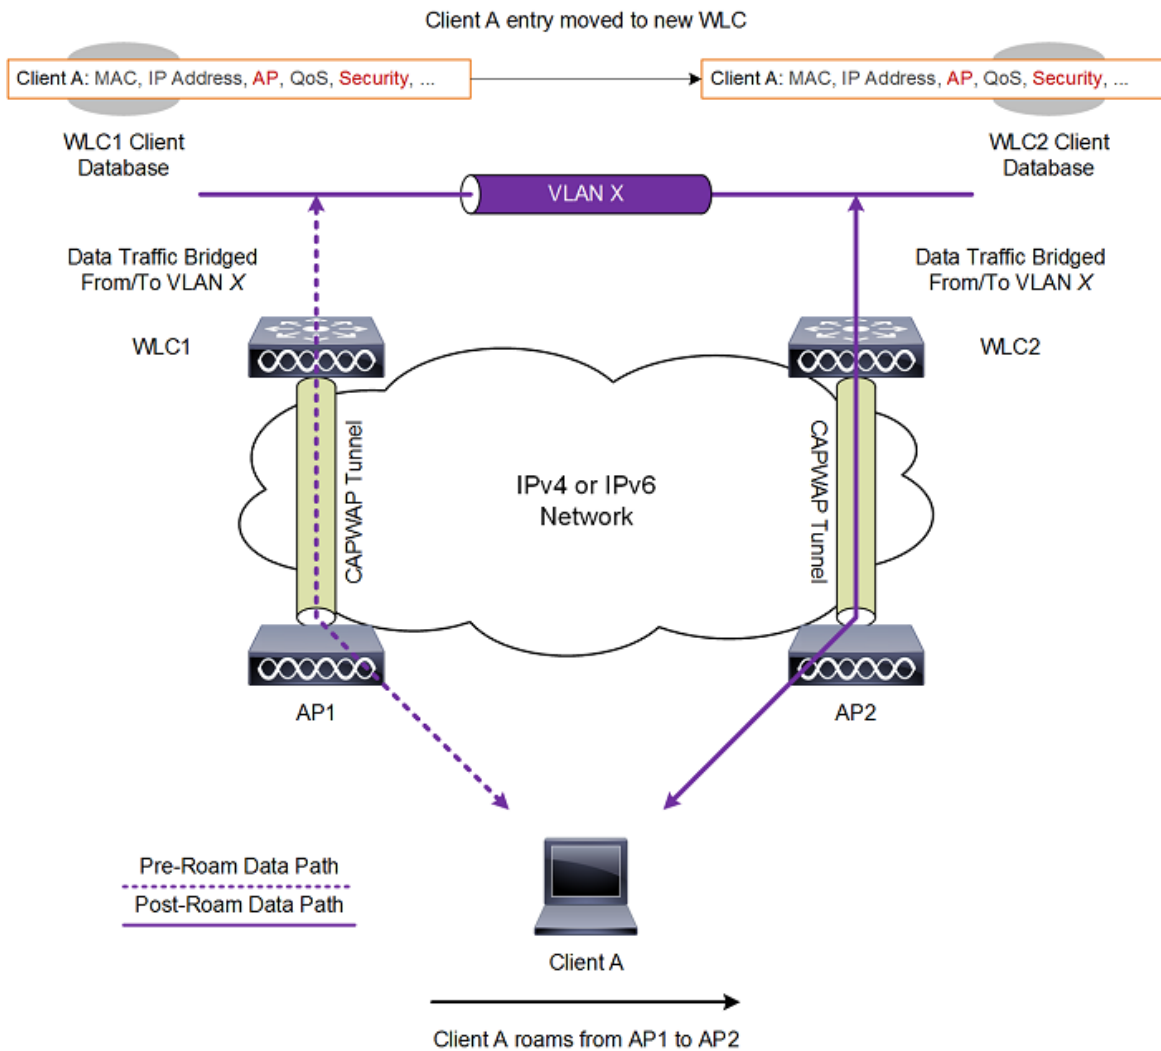 Client A entry moved to new WLC
Client A: MAC, IP Address, AP, QoS, Security, ...
Client A: MAC, IP Address, AP, QoS, Security, ...
WLC1 Client
Database
WLC2 Client
Database
VLAN X
Data Traffic Bridged
From/To VLAN X
Data Traffic Bridged
From/To VLAN X
WLC1
WLC2
CAPWAP Tunnel
IPv4 or IPv6
Network
CAPWAP Tunnel
AP1
AP2
Pre-Roam Data Path
Post-Roam Data Path
Client A
Client A roams from AP1 to AP2